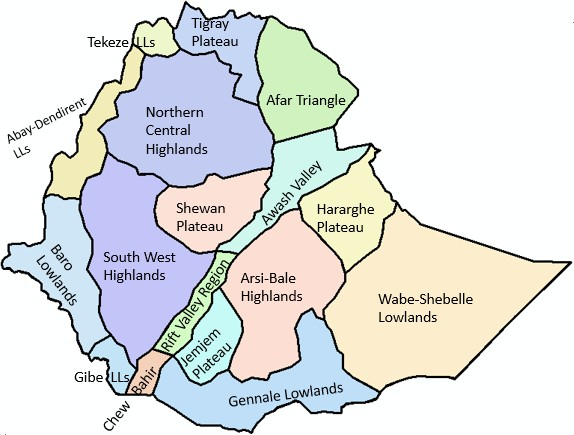 Tigray
Plateau
Tekeze LLs
Afar Triangle
Abay-Dendirent
LLs
Northern
Central
Highlands
Awash Valley
Shewan
Plateau
Hararghe
Plateau
South West
Highlands
Baro
Lowlands
Rift Valley Region
Arsi-Bale
Highlands
Wabe-Shebelle
Lowlands
Jemjem
Plateau
Gibe LLs
Chew Bahir
Gennale Lowlands